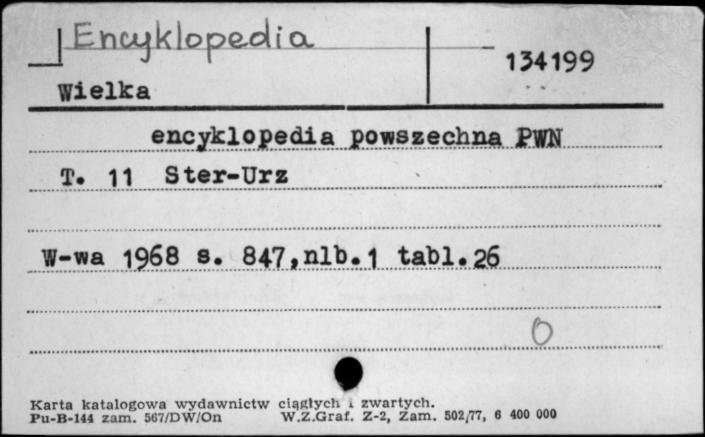 Encyklopedia
134199
Wielka
encyklopedia powszechna PWN
T. 11 Ster-Urz
W-wa 1968 s. 847,nlb.1 tabl.26
O
Karta katalogowa wydawnictw ciągłych i zwartych.
Pu-B-144 zam. 567/DW/On W.Z.Graf. Z-2, Zam. 502/77, 6 400 000